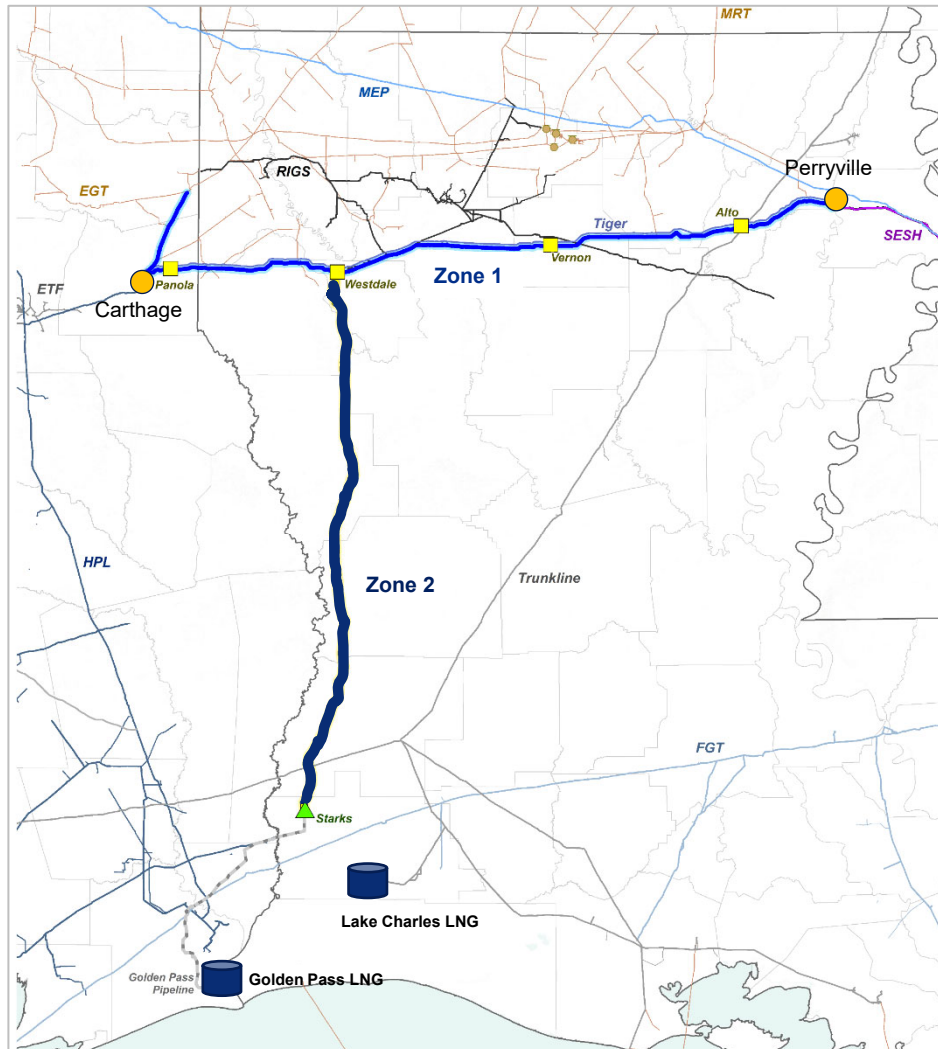 MRT
MEP
Perryville
RIGS
EGT
Alto
Tiger
SESH
Vernon
Zone 1
Panola
Westdale
ETF
Carthage
HPL
Zone 2
Trunkline
FGT
Starks
Lake Charles LNG
Golden Pass
Pipeline
Golden Pass LNG